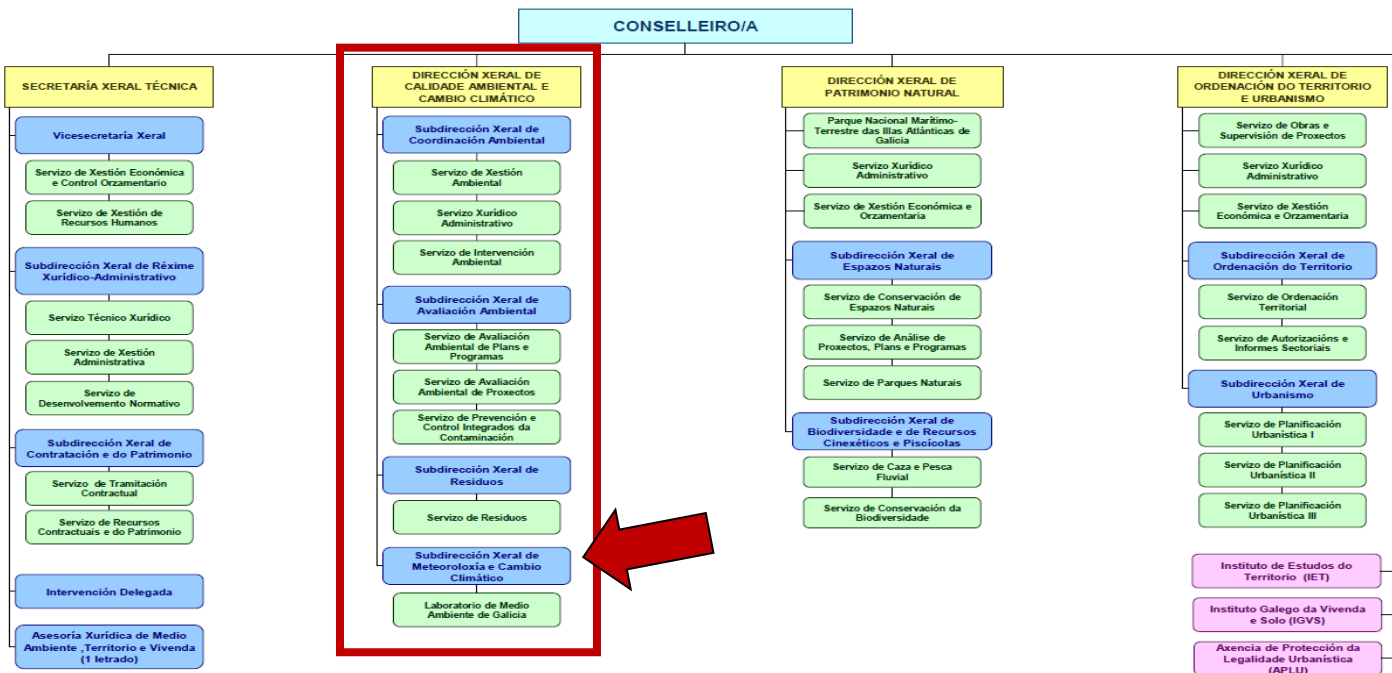 CONSELLEIRO/A
SECRETARÍA XERAL TÉCNICA
Vicesecretaría Xeral
Servizo de Xestión Económica
e Control Orzamentario
Servizo de Xestión de
Recursos Humanos
Subdirección Xeral de Réxime
Xurídico-Administrativo
Servizo Técnico Xurídico
Servizo de Xestión
Administrativa
Servizo de
Desenvolvemento Normativo
Subdirección Xeral de
Contratación e do Patrimonio
Servizo de Tramitación
Contractual
Servizo de Recursos
Contractuais e do Patrimonio
Intervención Delegada
Asesoría Xurídica de Medio
Ambiente ,Territorio e Vivenda
(1 letrado)
DIRECCIÓN XERAL DE
CALIDADE AMBIENTAL E
CAMBIO CLIMÁTICO
Subdirección Xeral de
Coordinación Ambiental
Servizo de Xestión
Ambiental
Servizo Xurídico
Administrativo
Servizo de Intervención
Ambiental
Subdirección Xeral de
Avaliación Ambiental
Servizo de Avaliación
Ambiental de Plans e
Programas
Servizo de Avaliación
Ambiental de Proxectos
Servizo de Prevención e
Control Integrados da
Contaminación
Subdirección Xeral de
Residuos
Servizo de Residuos
Subdirección Xeral de
Meteoroloxía e Cambio
Climático
Laboratorio de Medio
Ambiente de Galicia
DIRECCIÓN XERAL DE
PATRIMONIO NATURAL
Parque Nacional Marítimo-
Terrestre das Illas Atlánticas de
Galicia
Servizo Xurídico
Administrativo
Servizo de Xestión Económica e
Orzamentaria
Subdirección Xeral de
Espazos Naturais
Servizo de Conservación de
Espazos Naturais
Servizo de Análise de
Proxectos, Plans e Programas
Servizo de Parques Naturais
Subdirección Xeral de
Biodiversidade e de Recursos
Cinexéticos e Piscícolas
Servizo de Caza e Pesca
Fluvial
Servizo de Conservación da
Biodiversidade
DIRECCIÓN XERAL DE
ORDENACIÓN DO TERRITORIO
E URBANISMO
Servizo de Obras e
Supervisión de Proxectos
Servizo Xurídico
Administrativo
Servizo de Xestión
Económica e Orzamentaria
Subdirección Xeral de
Ordenación do Territorio
Servizo de Ordenación
Territorial
Servizo de Autorizacións e
Informes Sectoriais
Subdirección Xeral de
Urbanismo
Servizo de Planificación
Urbanística I
Servizo de Planificación
Urbanística II
Servizo de Planificación
Urbanística III
Instituto de Estudos do
Territorio (IET)
Instituto Galego da Vivenda
e Solo (IGVS)
Axencia de Protección da
Legalidade Urbanística
(APLU)